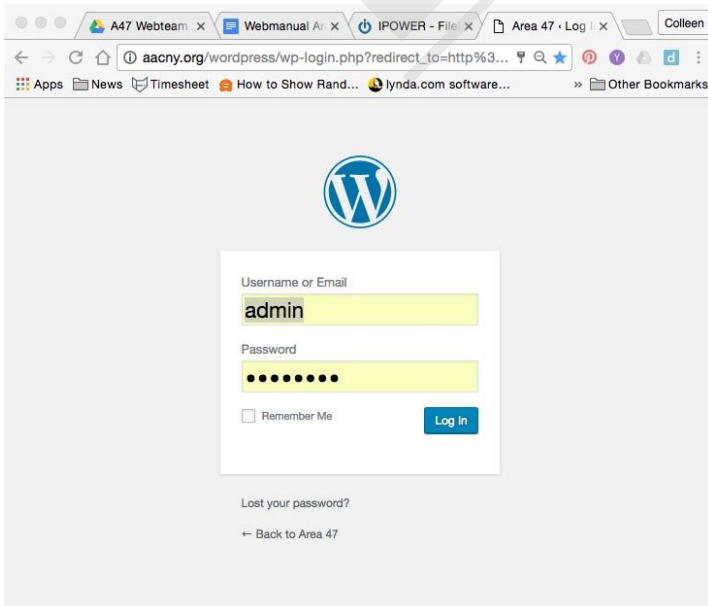 A47 Webteam
Webmanual Ar
IPOWER - File
Area 47 ‹ Log I
Colleen
aacny.org/wordpress/wp-login.php?redirect_to=http%3...
Apps
News
Timesheet
How to Show Rand...
lynda.com software...
»
Other Bookmarks
Username or Email
admin
Password
••••••••
Remember Me
Log In
Lost your password?
← Back to Area 47